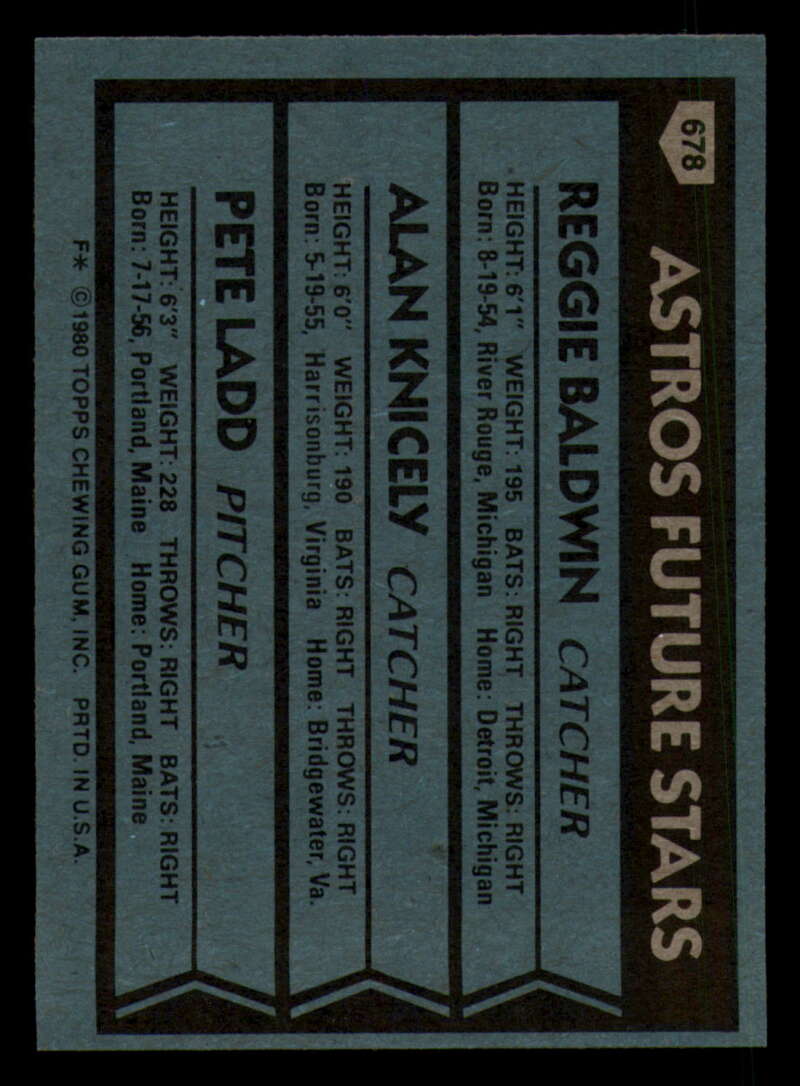 678
ASTROS FUTURE STARS
REGGIE BALDWIN CATCHER
HEIGHT: 6'1" WEIGHT: 195 BATS: RIGHT THROWS: RIGHT
Born: 8-19-54, River Rouge, Michigan Home: Detroit, Michigan
ALAN KNICELY CATCHER
HEIGHT: 6'0" WEIGHT: 190 BATS: RIGHT THROWS: RIGHT
Born: 5-19-55, Harrisonburg, Virginia Home: Bridgewater, Va.
PETE LADD PITCHER
HEIGHT: 6'3" WEIGHT: 228 THROWS: RIGHT BATS: RIGHT
Born: 7-17-56, Portland, Maine Home: Portland, Maine
F* ©1980 TOPPS CHEWING GUM, INC. PRTD. IN U.S.A.